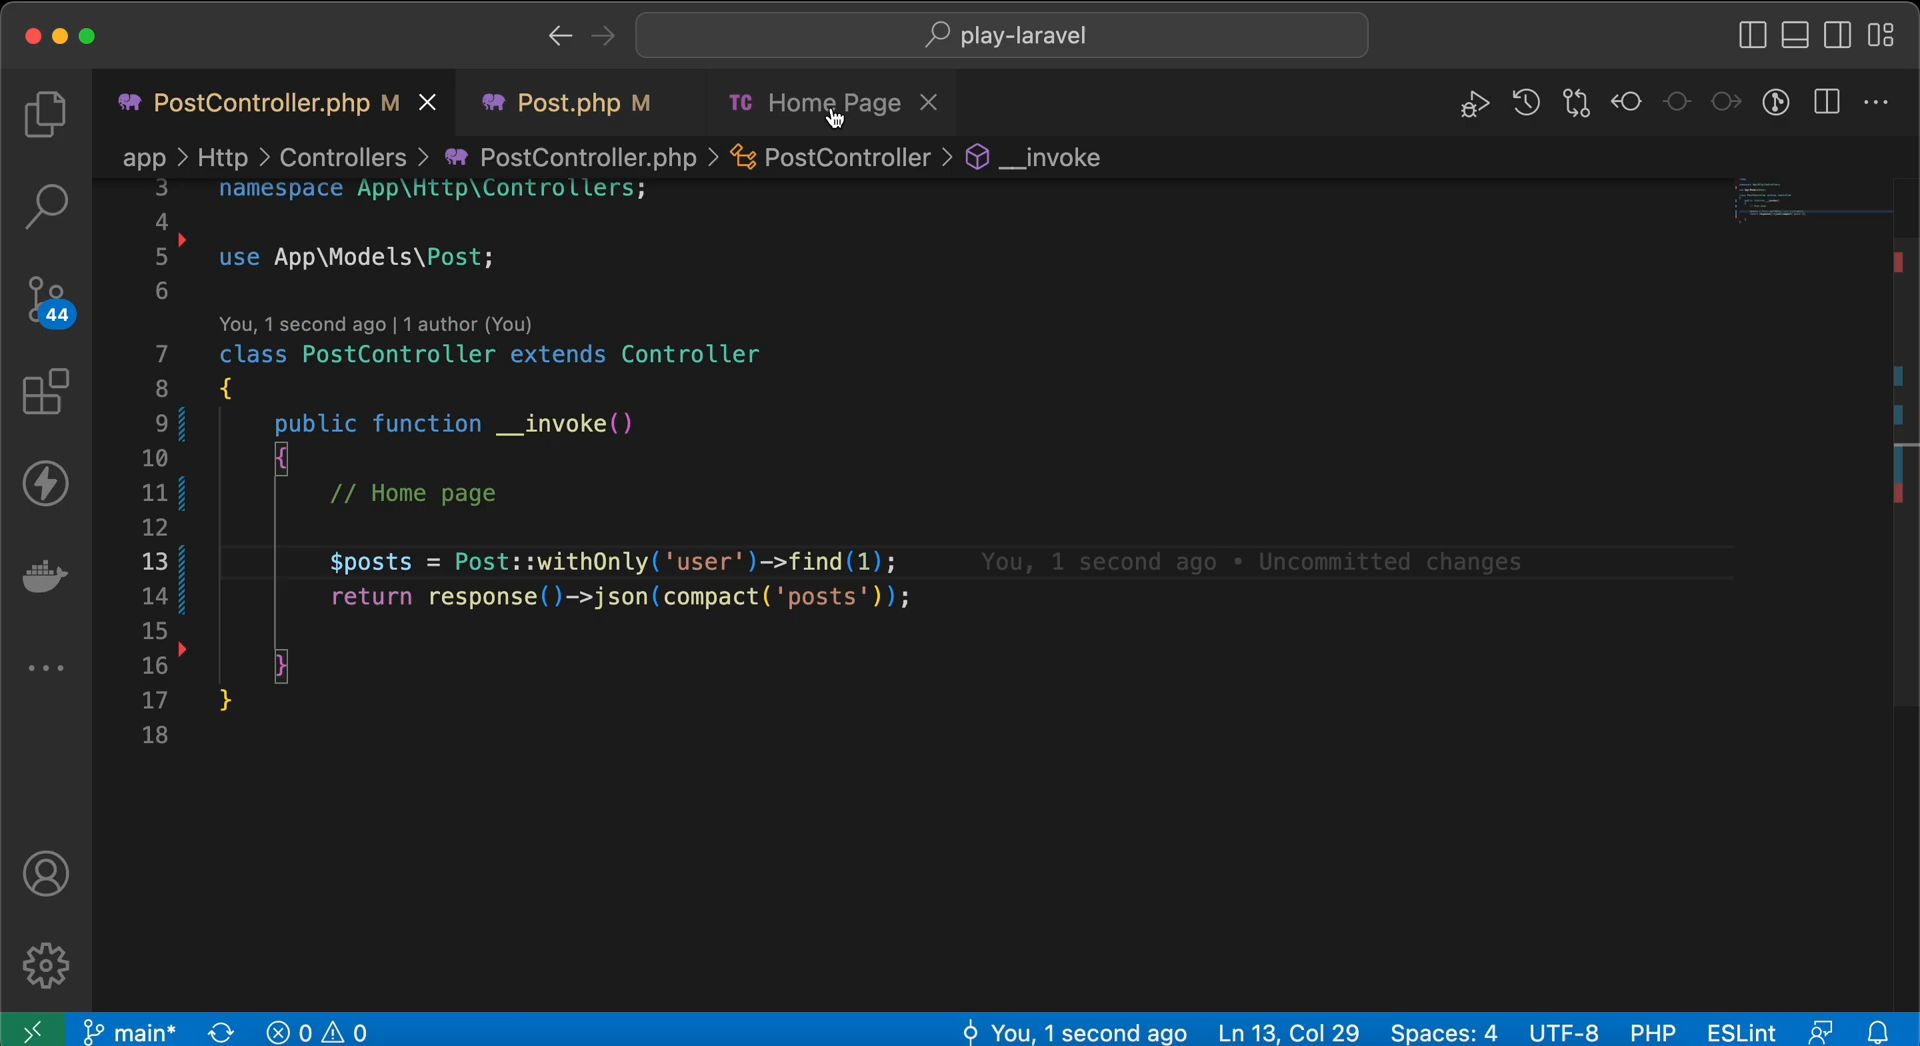 play-laravel
PostController.php M
Post.php M
TC Home Page
app > Http > Controllers > PostController.php > PostController > __invoke
3 namespace App\Http\Controllers;
4
5 use App\Models\Post;
6
You, 1 second ago | 1 author (You)
7 class PostController extends Controller
8 {
9 public function __invoke()
10 {
11 // Home page
12
13 $posts = Post::withOnly('user')->find(1); You, 1 second ago • Uncommitted changes
14 return response()->json(compact('posts'));
15
16 }
17 }
18
44
main* 0 0 You, 1 second ago Ln 13, Col 29 Spaces: 4 UTF-8 PHP ESLint